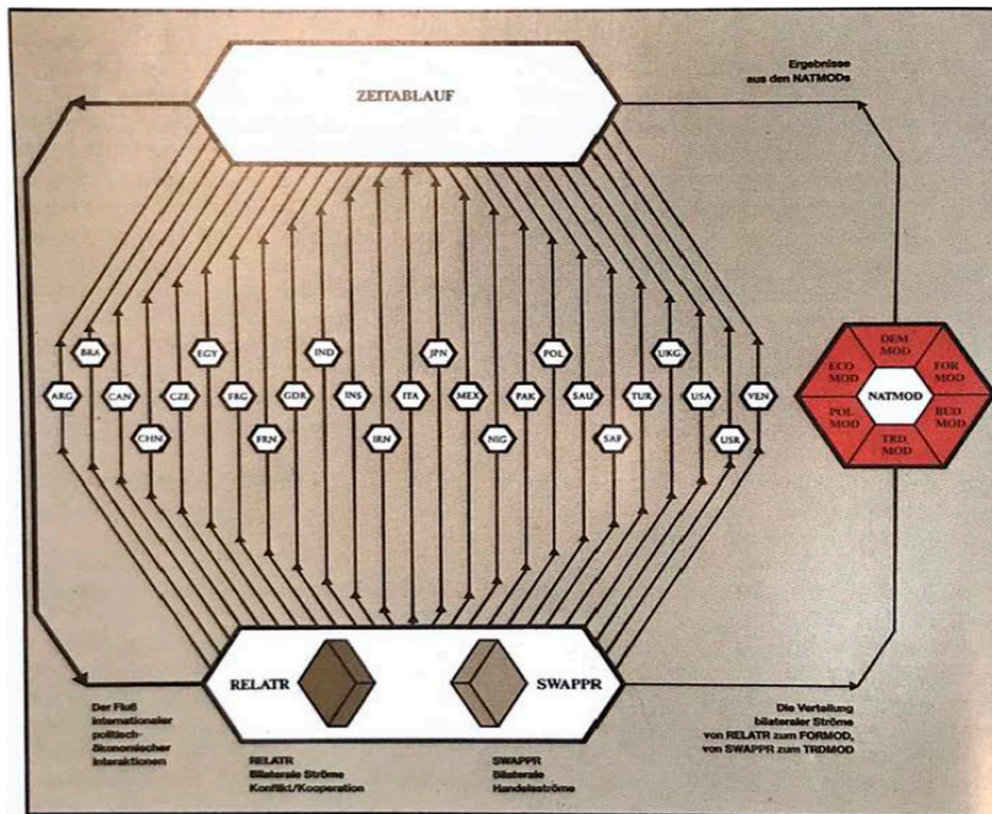 ZEITABLAUF
Ergebnisse
aus den NATMODs
BRA
EGY
IND
JPN
POL
UKG
ARG
CAN
CZE
FRG
GDR
INS
ITA
MEX
PAK
SAU
TUR
USA
VEN
CHN
FRN
IRN
NIG
SAF
USR
DEM
MOD
ECO
MOD
FOR
MOD
NATMOD
POL
MOD
BUD
MOD
TRD
MOD
RELATR
SWAPPR
Der Fluß
internationaler
politisch-
ökonomischer
Interaktionen
RELATR
Bilaterale Ströme
Konflikt/Kooperation
SWAPPR
Bilaterale
Handelsströme
Die Verteilung
bilateraler Ströme
von RELATR zum FORMOD,
von SWAPPR zum TRDMOD